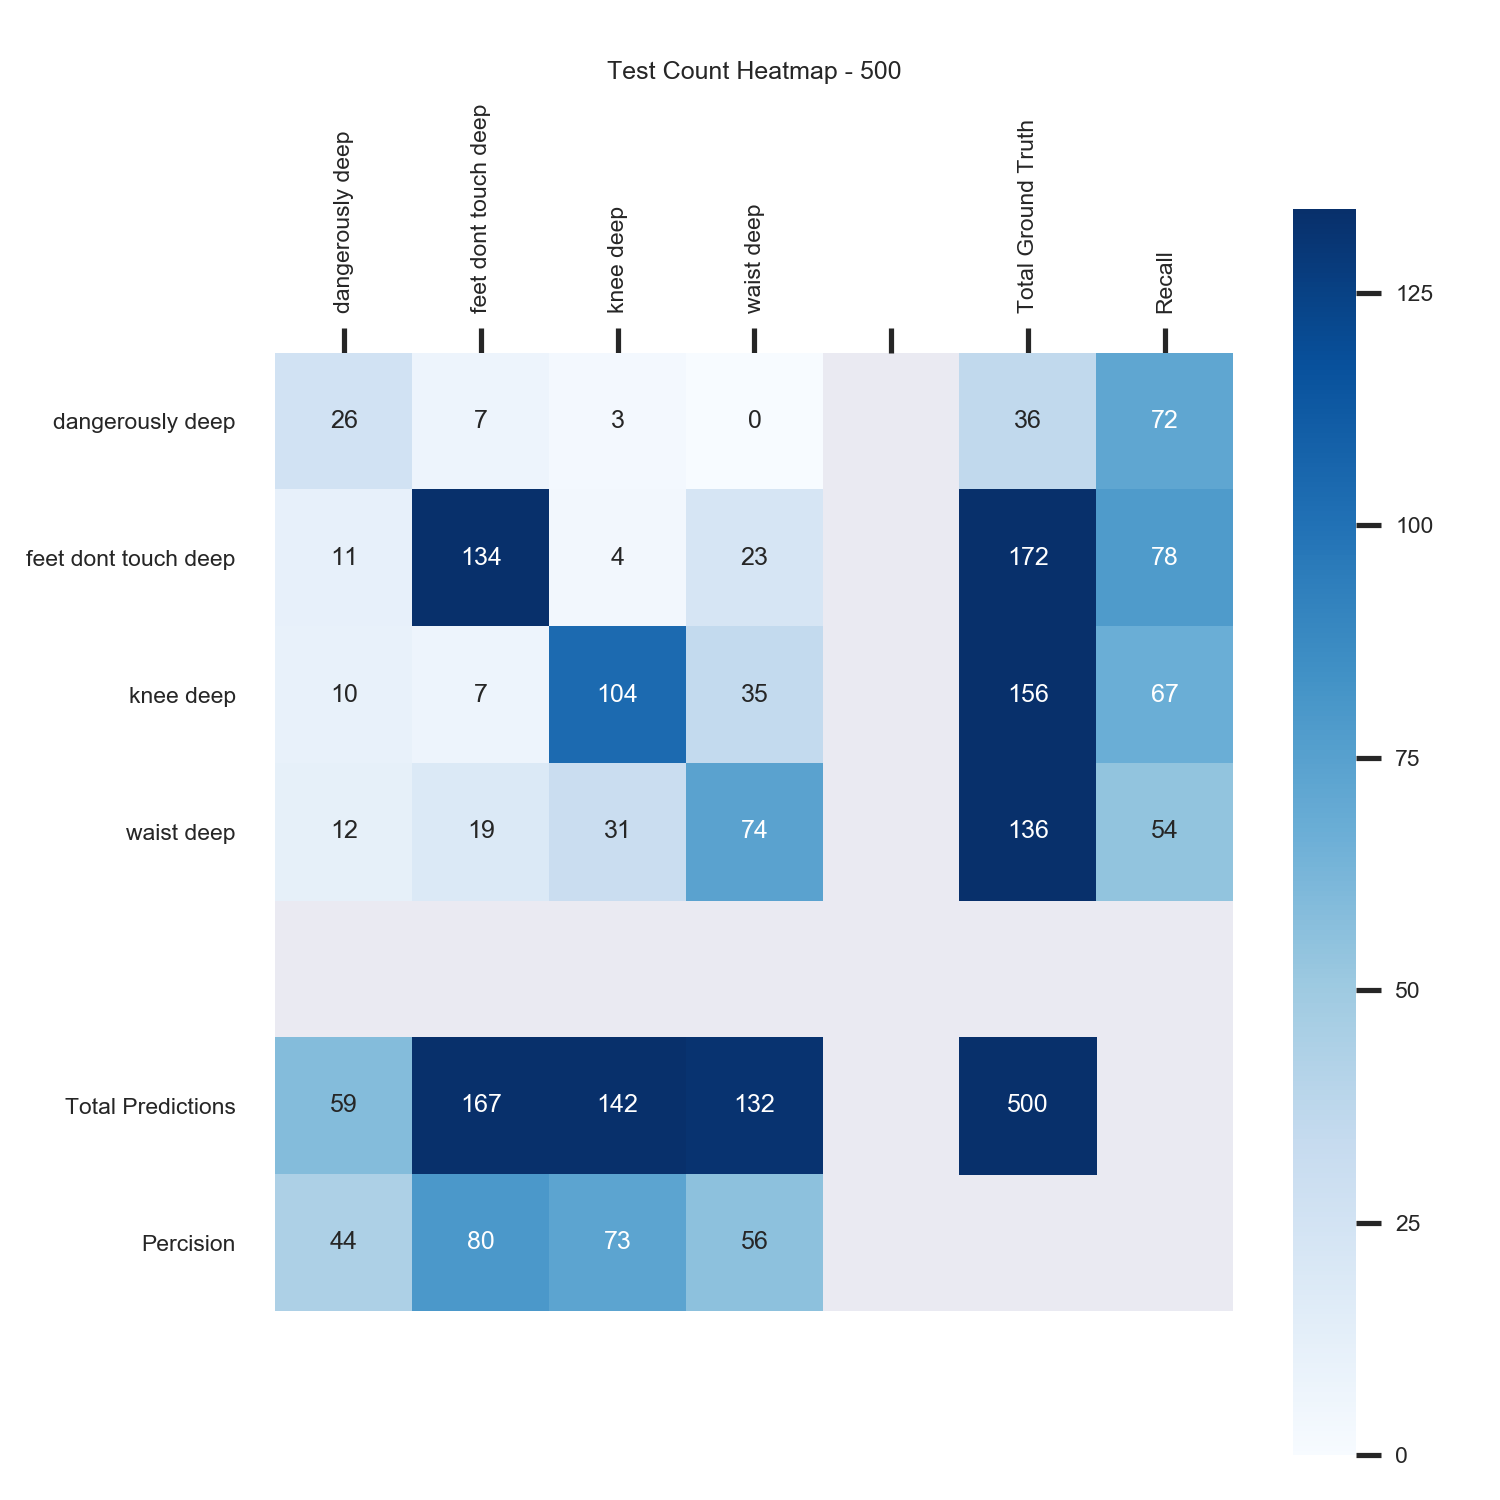 Test Count Heatmap - 500
dangerously deep
feet dont touch deep
knee deep
waist deep
Total Ground Truth
Recall
dangerously deep 26 7 3 0 36 72
feet dont touch deep 11 134 4 23 172 78
knee deep 10 7 104 35 156 67
waist deep 12 19 31 74 136 54
Total Predictions 59 167 142 132 500
Percision 44 80 73 56
125
100
75
50
25
0